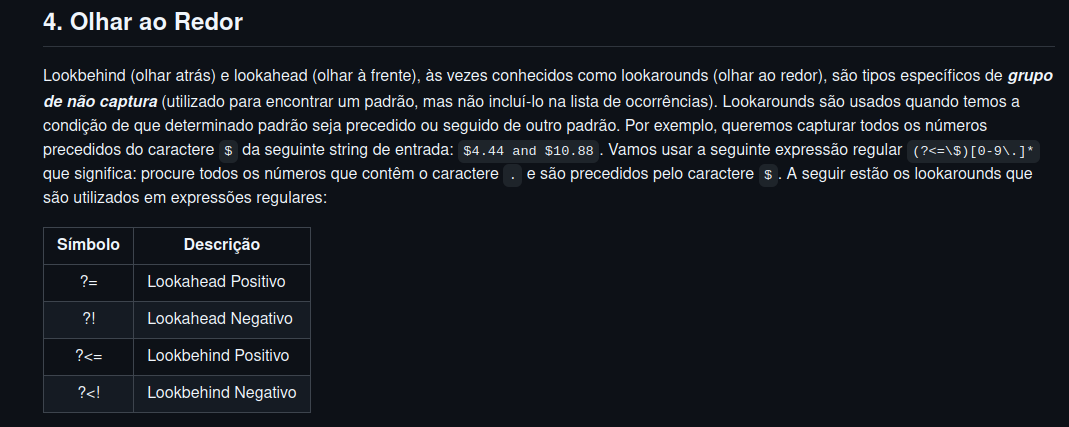 4. Olhar ao Redor
Lookbehind (olhar atrás) e lookahead (olhar à frente), às vezes conhecidos como lookarounds (olhar ao redor), são tipos específicos de grupo
de não captura (utilizado para encontrar um padrão, mas não incluí-lo na lista de ocorrências). Lookarounds são usados quando temos a
condição de que determinado padrão seja precedido ou seguido de outro padrão. Por exemplo, queremos capturar todos os números
precedidos do caractere $ da seguinte string de entrada: $4.44 and $10.88. Vamos usar a seguinte expressão regular (?<=\$)[0-9\.]*
que significa: procure todos os números que contêm o caractere . e são precedidos pelo caractere $. A seguir estão os lookarounds que
são utilizados em expressões regulares:
Símbolo Descrição
?= Lookahead Positivo
?! Lookahead Negativo
?<= Lookbehind Positivo
?<! Lookbehind Negativo